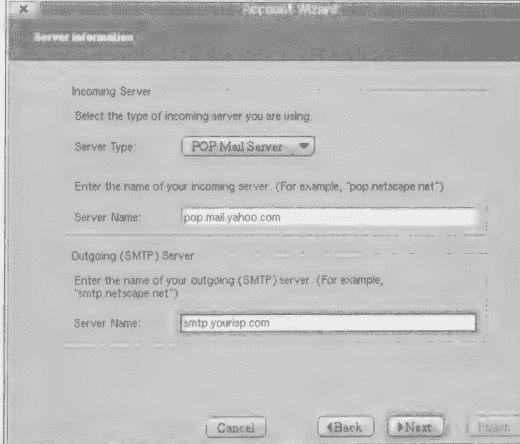 Account Wizard
Server Information
Incoming Server
Select the type of incoming server you are using.
Server Type: POP Mail Server
Enter the name of your incoming server. (For example, "pop.netscape.net")
Server Name: pop.mail.yahoo.com
Outgoing (SMTP) Server
Enter the name of your outgoing (SMTP) server. (For example,
"smtp.netscape.net")
Server Name: smtp.yourisp.com
Cancel Back Next Finish